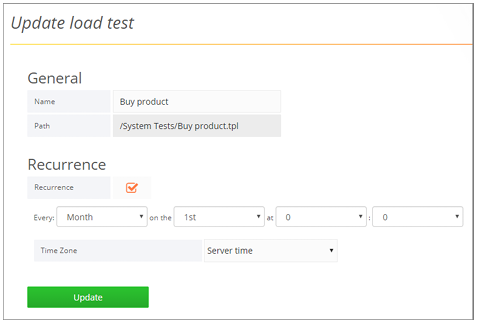 Update load test
General
Name Buy product
Path /System Tests/Buy product.tpl
Recurrence
Recurrence
Every: Month on the 1st at 0 : 0
Time Zone Server time
Update